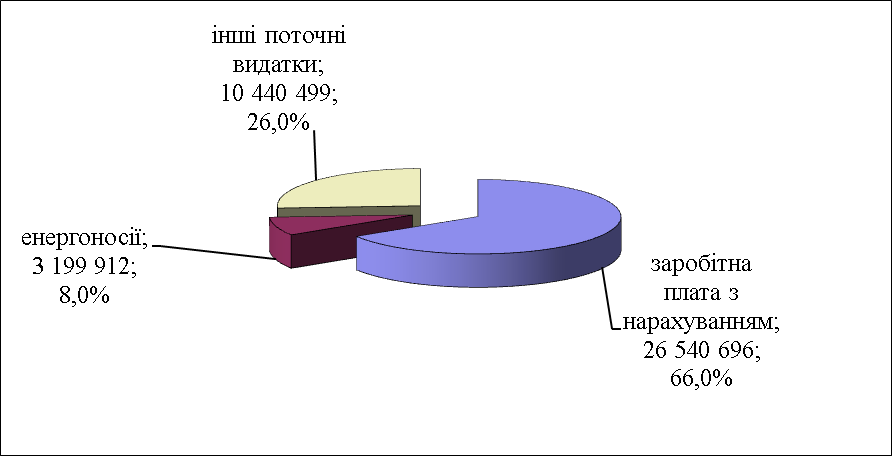 інші поточні
видатки;
10 440 499;
26,0%
енергоносії;
3 199 912;
8,0%
заробітна
плата з
нарахуванням;
26 540 696;
66,0%